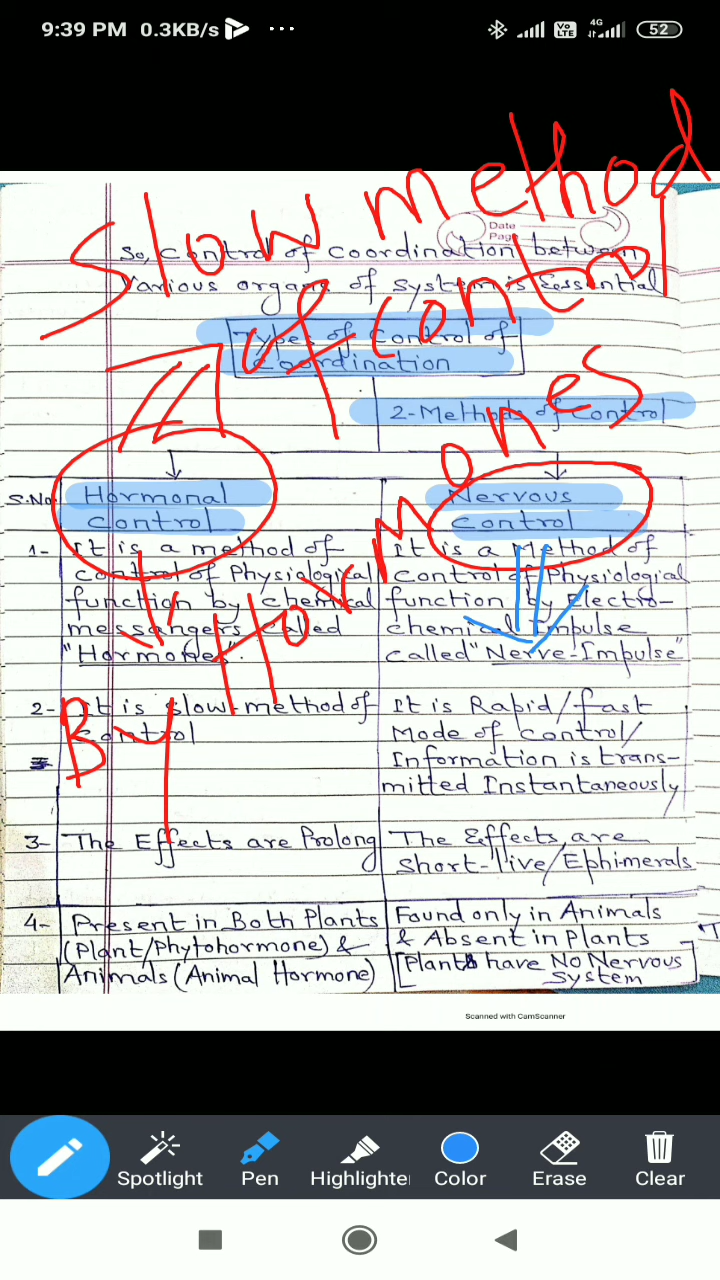 9:39 PM 0.3KB/s ... Vo LTE 4G 52
Slow method
of control
By Hormones
Date
Pag
So, control of coordination between
Various organs of system is Essential
Types of Control of
Coordination
2-Methods of Control
S.No Hormonal Control Nervous Control
1- It is a method of control of Physiological function by chemical messangers called "Hormones".
It is a Method of control of Physiological function by Electro-chemical Impulse called "Nerve-Impulse"
2- It is slow-method of control
It is Rapid/fast
Mode of control/
Information is trans-
mitted Instantaneously
3- The Effects are Prolong
The Effects are
Short-live/Ephimerals
4- Present in Both Plants
(Plant/Phytohormone) &
Animals (Animal Hormone)
Found only in Animals
& Absent in Plants
[Plants have No Nervous
System]
Scanned with CamScanner
Spotlight Pen Highlighte Color Erase Clear